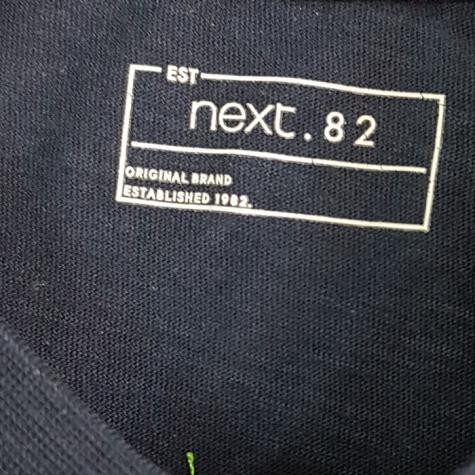 EST
next.82
ORIGINAL BRAND
ESTABLISHED 1982.